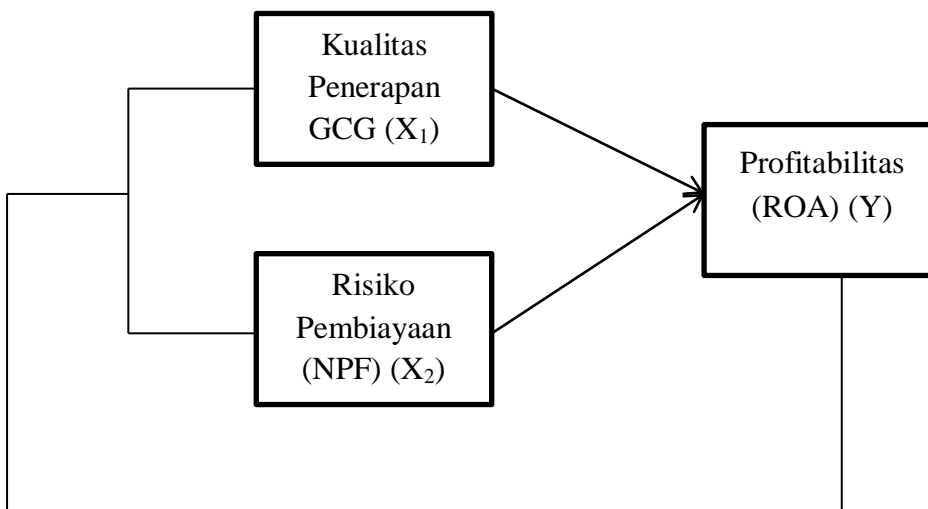 Kualitas
Penerapan
GCG (X₁)
Profitabilitas
(ROA) (Y)
Risiko
Pembiayaan
(NPF) (X₂)